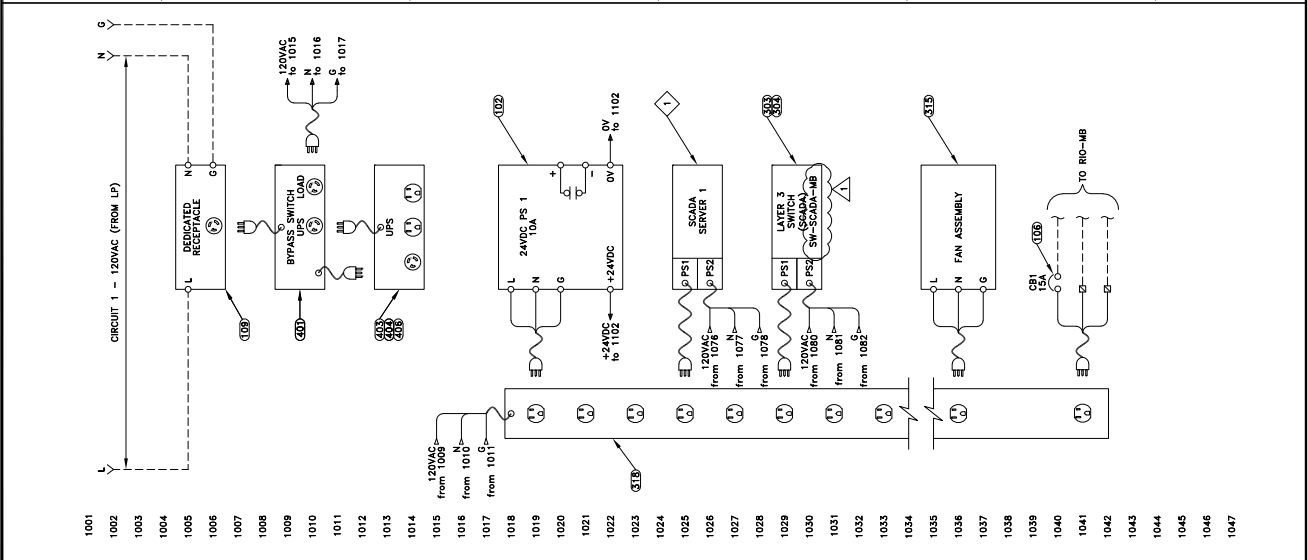 1001
1002
1003
1004
1005
1006
1007
1008
1009
1010
1011
1012
1013
1014
1015
1016
1017
1018
1019
1020
1021
1022
1023
1024
1025
1026
1027
1028
1029
1030
1031
1032
1033
1034
1035
1036
1037
1038
1039
1040
1041
1042
1043
1044
1045
1046
1047
L
N
G
CIRCUIT 1 - 120VAC (FROM LP)
L
DEDICATED
RECEPTACLE
N
G
109
BYPASS SWITCH
UPS
LOAD
401
120VAC
to 1015
N
to 1016
G
to 1017
UPS
403
404
406
120VAC
from 1009
N
from 1010
G
from 1011
318
102
24VDC PS 1
10A
L
N
G
+
-
0V
0V
to 1102
+24VDC
+24VDC
to 1102
1
SCADA
SERVER 1
PS1
PS2
120VAC
from 1076
N
from 1077
G
from 1078
303
304
LAYER 3
SWITCH
(SCADA)
SW-SCADA-MB
1
PS1
PS2
120VAC
from 1080
N
from 1081
G
from 1082
315
FAN ASSEMBLY
L
N
G
106
CB1
15A
TO RIO-MB